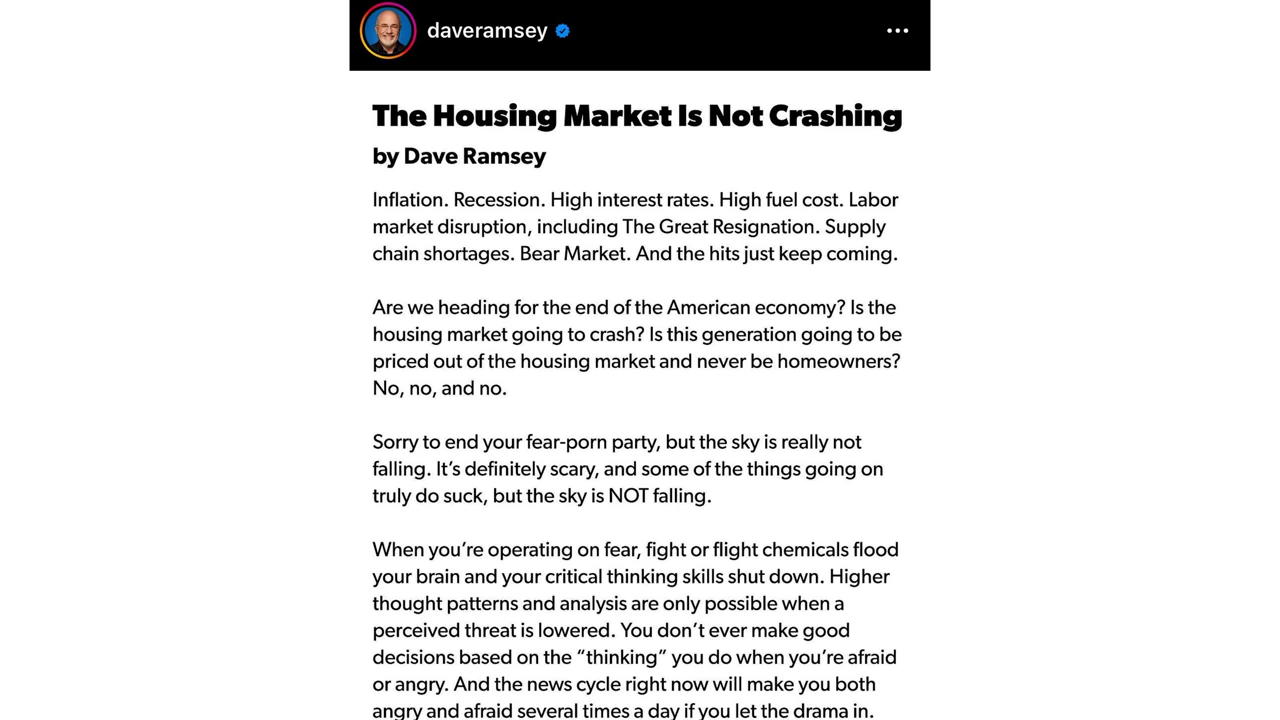 daveramsey
The Housing Market Is Not Crashing
by Dave Ramsey
Inflation. Recession. High interest rates. High fuel cost. Labor
market disruption, including The Great Resignation. Supply
chain shortages. Bear Market. And the hits just keep coming.
Are we heading for the end of the American economy? Is the
housing market going to crash? Is this generation going to be
priced out of the housing market and never be homeowners?
No, no, and no.
Sorry to end your fear-porn party, but the sky is really not
falling. It’s definitely scary, and some of the things going on
truly do suck, but the sky is NOT falling.
When you’re operating on fear, fight or flight chemicals flood
your brain and your critical thinking skills shut down. Higher
thought patterns and analysis are only possible when a
perceived threat is lowered. You don’t ever make good
decisions based on the “thinking” you do when you’re afraid
or angry. And the news cycle right now will make you both
angry and afraid several times a day if you let the drama in.